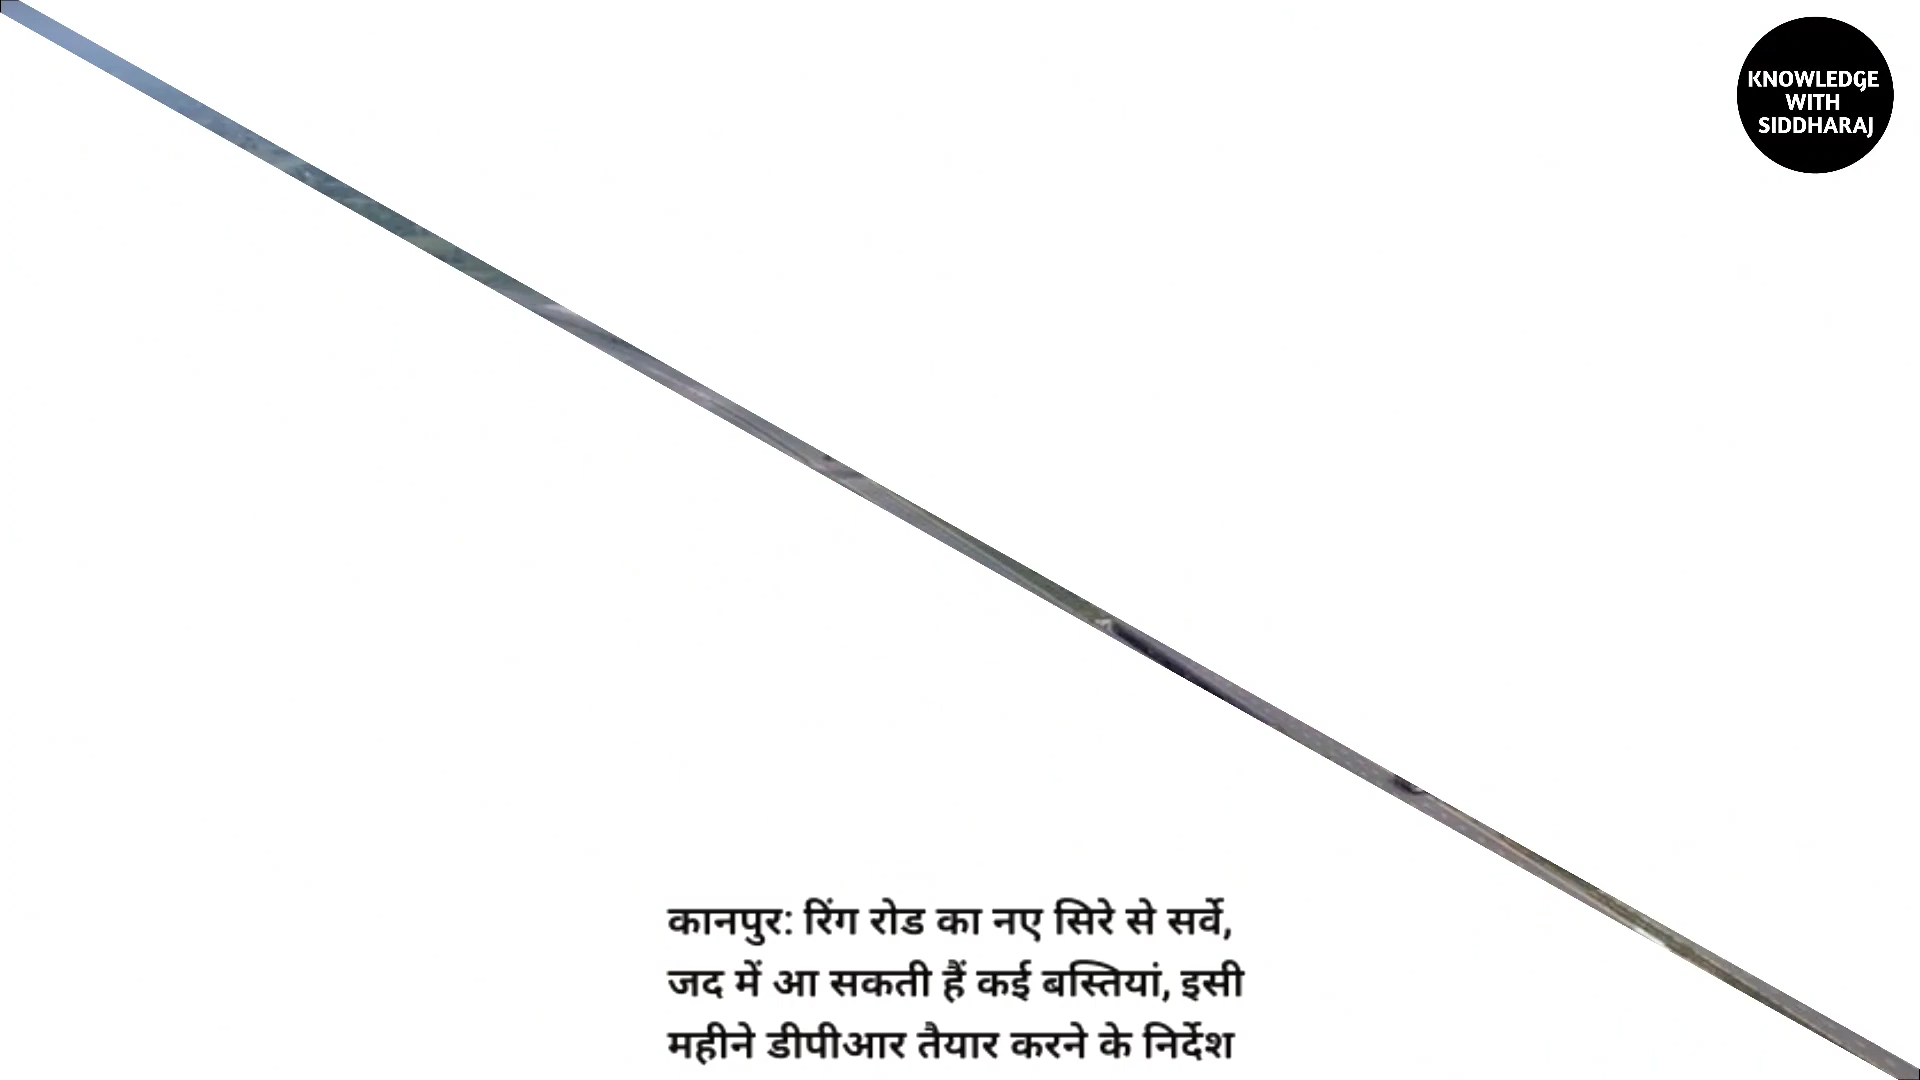 KNOWLEDGE
WITH
SIDDHARAJ
कानपुर: रिंग रोड का नए सिरे से सर्वे,
जद में आ सकती हैं कई बस्तियां, इसी
महीने डीपीआर तैयार करने के निर्देश